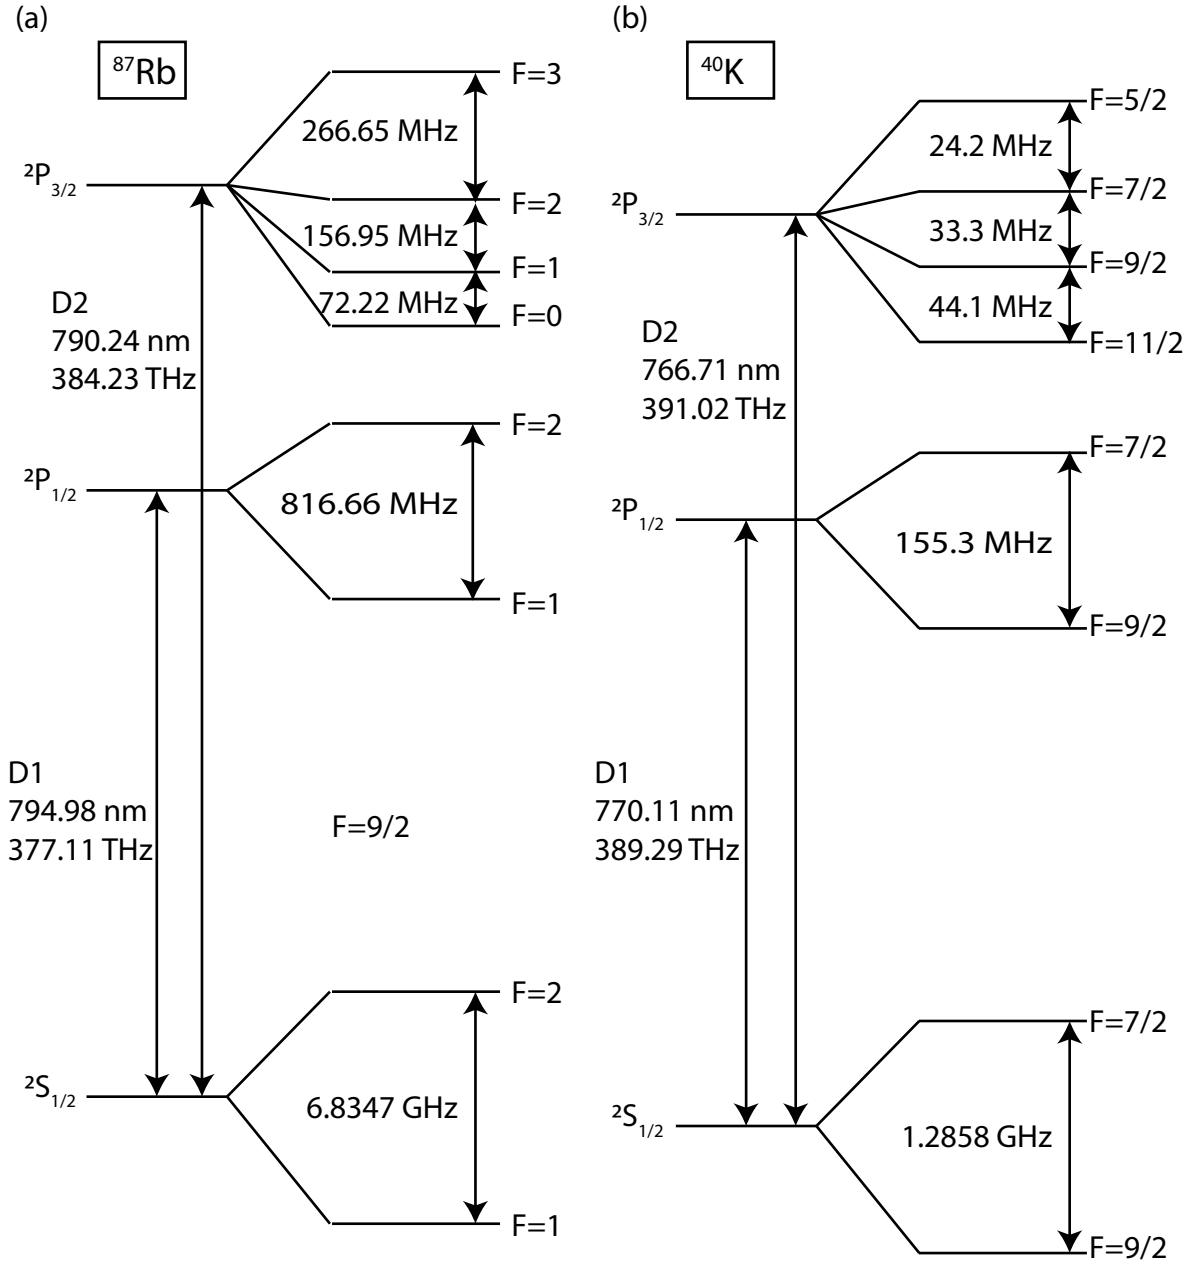 (a)
⁸⁷Rb
F=3
266.65 MHz
²P₃/₂
F=2
156.95 MHz
F=1
72.22 MHz
F=0
D2
790.24 nm
384.23 THz
F=2
²P₁/₂
816.66 MHz
F=1
D1
794.98 nm
377.11 THz
F=9/2
F=2
²S₁/₂
6.8347 GHz
F=1
(b)
⁴⁰K
F=5/2
24.2 MHz
F=7/2
²P₃/₂
33.3 MHz
F=9/2
44.1 MHz
F=11/2
D2
766.71 nm
391.02 THz
F=7/2
²P₁/₂
155.3 MHz
F=9/2
D1
770.11 nm
389.29 THz
F=7/2
²S₁/₂
1.2858 GHz
F=9/2